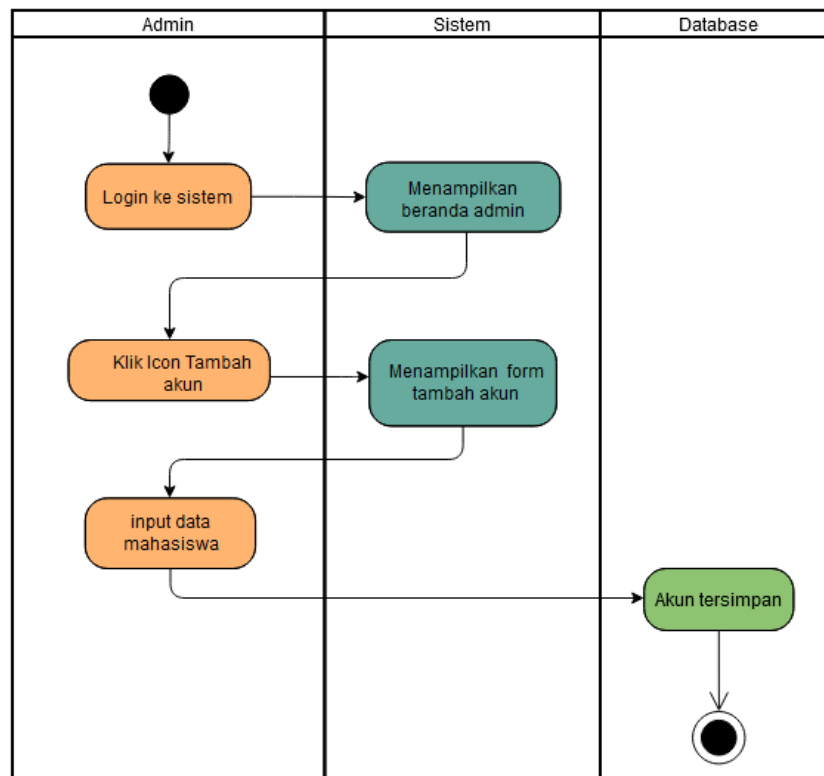 Admin
Sistem
Database
Login ke sistem
Menampilkan
beranda admin
Klik Icon Tambah
akun
Menampilkan form
tambah akun
input data
mahasiswa
Akun tersimpan